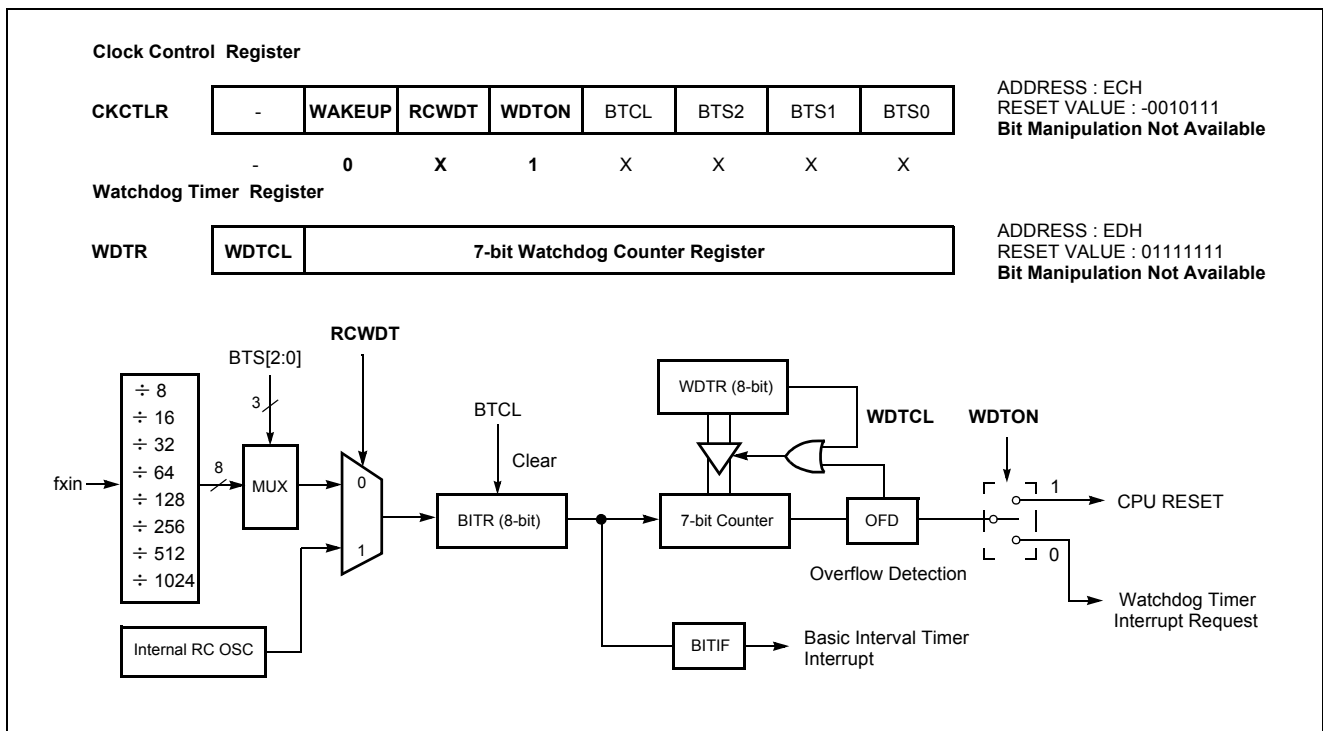 Clock Control Register
CKCTLR
- WAKEUP RCWDT WDTON BTCL BTS2 BTS1 BTS0
ADDRESS : ECH
RESET VALUE : -0010111
Bit Manipulation Not Available
- 0 X 1 X X X X
Watchdog Timer Register
WDTR
WDTCL 7-bit Watchdog Counter Register
ADDRESS : EDH
RESET VALUE : 01111111
Bit Manipulation Not Available
RCWDT
BTS[2:0]
3
fxin
÷ 8
÷ 16
÷ 32
÷ 64
÷ 128
÷ 256
÷ 512
÷ 1024
8
MUX
0
1
Internal RC OSC
BTCL
Clear
BITR (8-bit)
WDTR (8-bit)
WDTCL
WDTON
7-bit Counter
OFD
Overflow Detection
1
CPU RESET
0
Watchdog Timer
Interrupt Request
BITIF
Basic Interval Timer
Interrupt